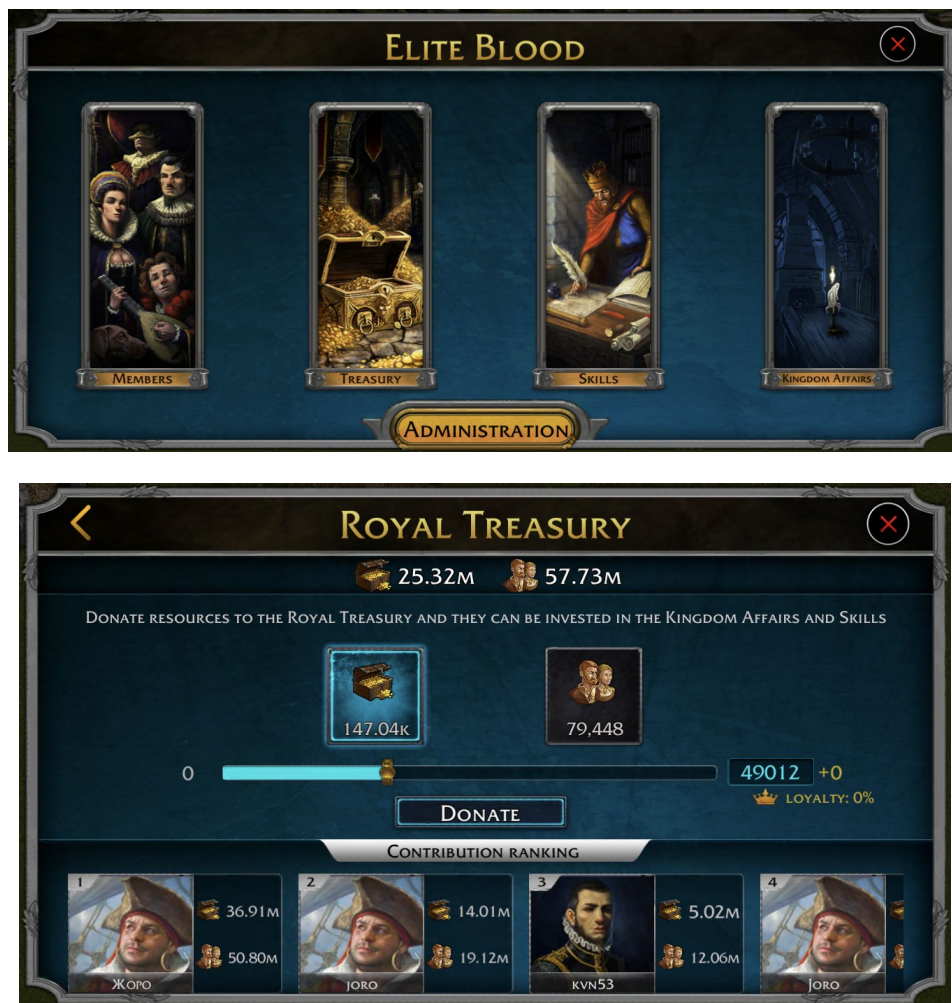 Elite Blood
Members
Treasury
Skills
Kingdom Affairs
Administration
Royal Treasury
25.32M 57.73M
Donate resources to the Royal Treasury and they can be invested in the Kingdom Affairs and Skills
147.04K 79,448
0 49012 +0
Loyalty: 0%
Donate
Contribution ranking
1 2 3 4
36.91M 14.01M 5.02M
50.80M 19.12M 12.06M
Жоро joro kvn53 Joro